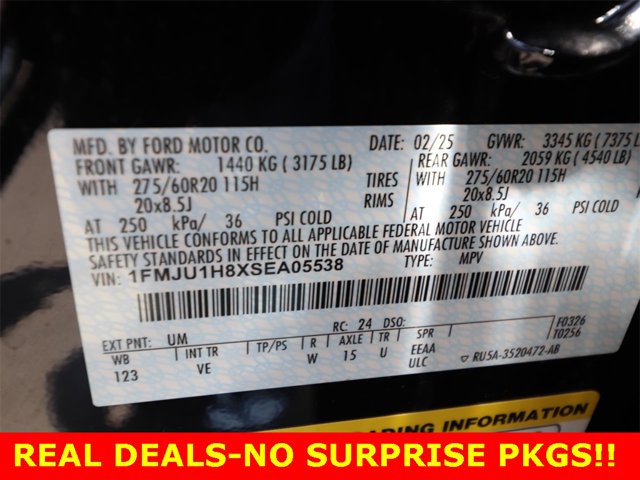 MFD. BY FORD MOTOR CO. DATE: 02/25 GVWR: 3345 KG ( 7375 L
FRONT GAWR: 1440 KG ( 3175 LB) REAR GAWR: 2059 KG ( 4540 LB)
WITH 275/60R20 115H TIRES WITH 275/60R20 115H
20x8.5J RIMS 20x8.5J
AT 250 kPa/ 36 PSI COLD AT 250 kPa/ 36 PSI COLD
THIS VEHICLE CONFORMS TO ALL APPLICABLE FEDERAL MOTOR VEHICLE
SAFETY STANDARDS IN EFFECT ON THE DATE OF MANUFACTURE SHOWN ABOVE.
VIN: 1FMJU1H8XSEA05538 TYPE: MPV
F0326
T0256
EXT PNT: UM RC: 24 DSO:
WB INT TR TP/PS R AXLE TR SPR
123 VE W 15 U EEAA
ULC RU5A-3520472-AB
ADING INFORMATION
REAL DEALS-NO SURPRISE PKGS!!